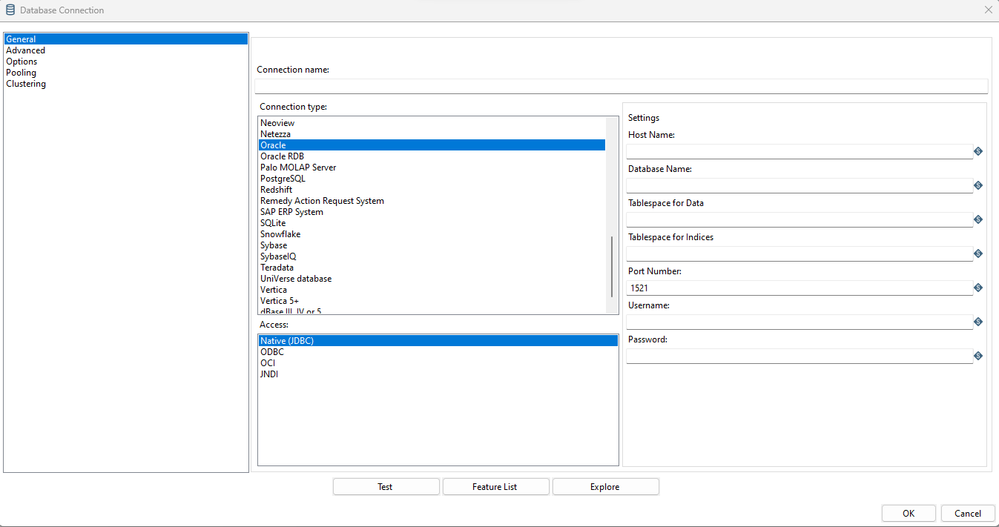 Database Connection
General
Advanced
Options
Pooling
Clustering
Connection name:
Connection type:
Neoview
Netezza
Oracle
Oracle RDB
Palo MOLAP Server
PostgreSQL
Redshift
Remedy Action Request System
SAP ERP System
SQLite
Snowflake
Sybase
SybaseIQ
Teradata
UniVerse database
Vertica
Vertica 5+
dBase III, IV or 5
Access:
Native (JDBC)
ODBC
OCI
JNDI
Settings
Host Name:
Database Name:
Tablespace for Data
Tablespace for Indices
Port Number:
1521
Username:
Password:
Test
Feature List
Explore
OK
Cancel